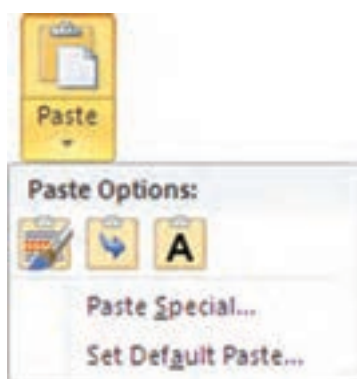 Paste
Paste Options:
A
Paste Special...
Set Default Paste...